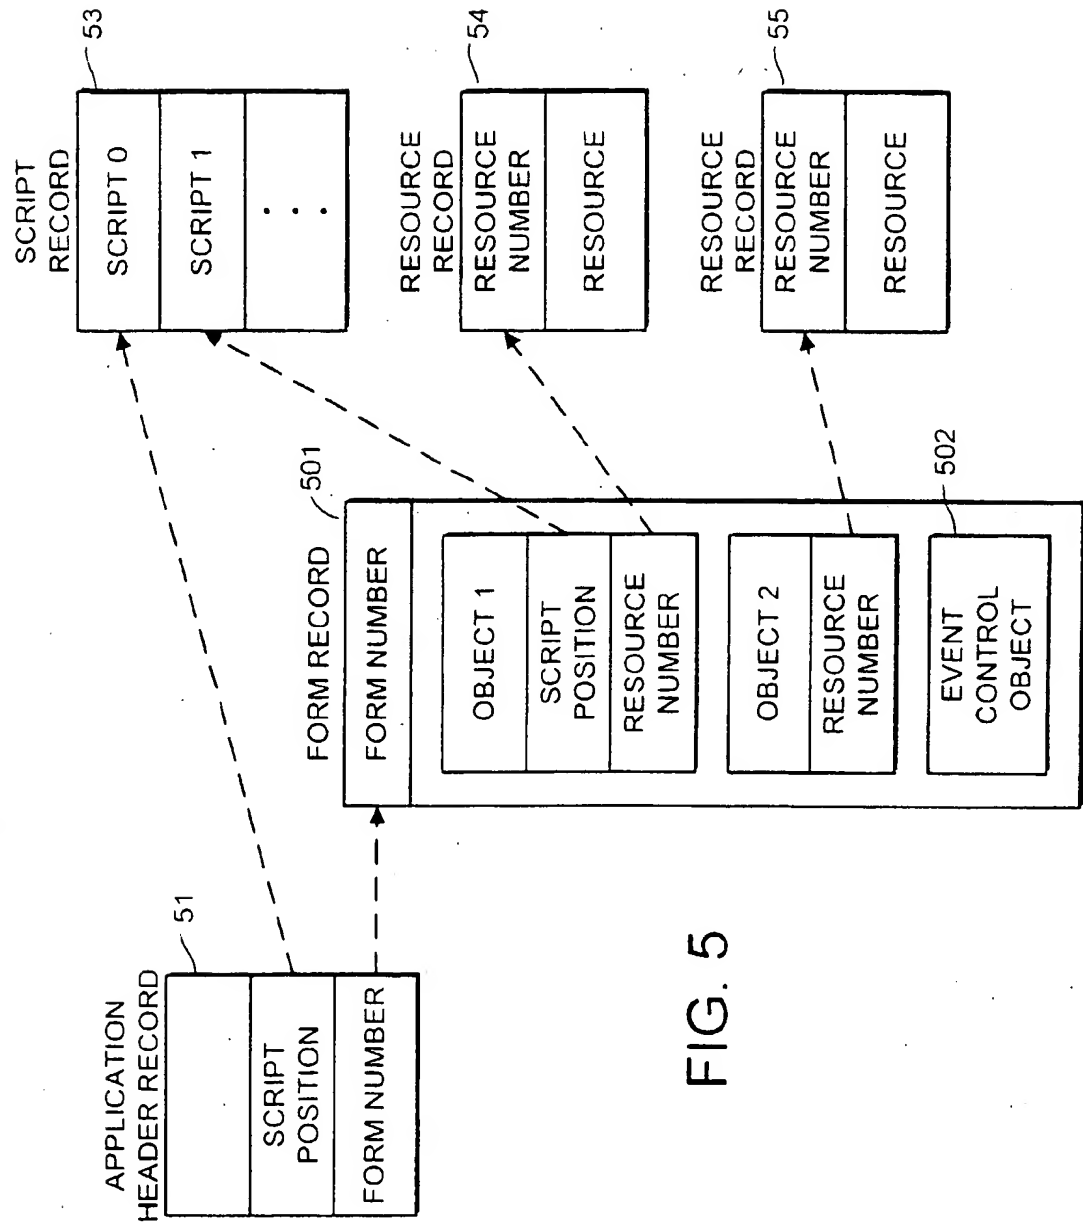 APPLICATION
HEADER RECORD
51
SCRIPT
POSITION
FORM NUMBER
FORM RECORD
501
FORM NUMBER
OBJECT 1
SCRIPT
POSITION
RESOURCE
NUMBER
OBJECT 2
RESOURCE
NUMBER
502
EVENT
CONTROL
OBJECT
SCRIPT
RECORD
53
SCRIPT 0
SCRIPT 1
. . .
RESOURCE
RECORD
54
RESOURCE
NUMBER
RESOURCE
RESOURCE
RECORD
55
RESOURCE
NUMBER
RESOURCE
FIG. 5